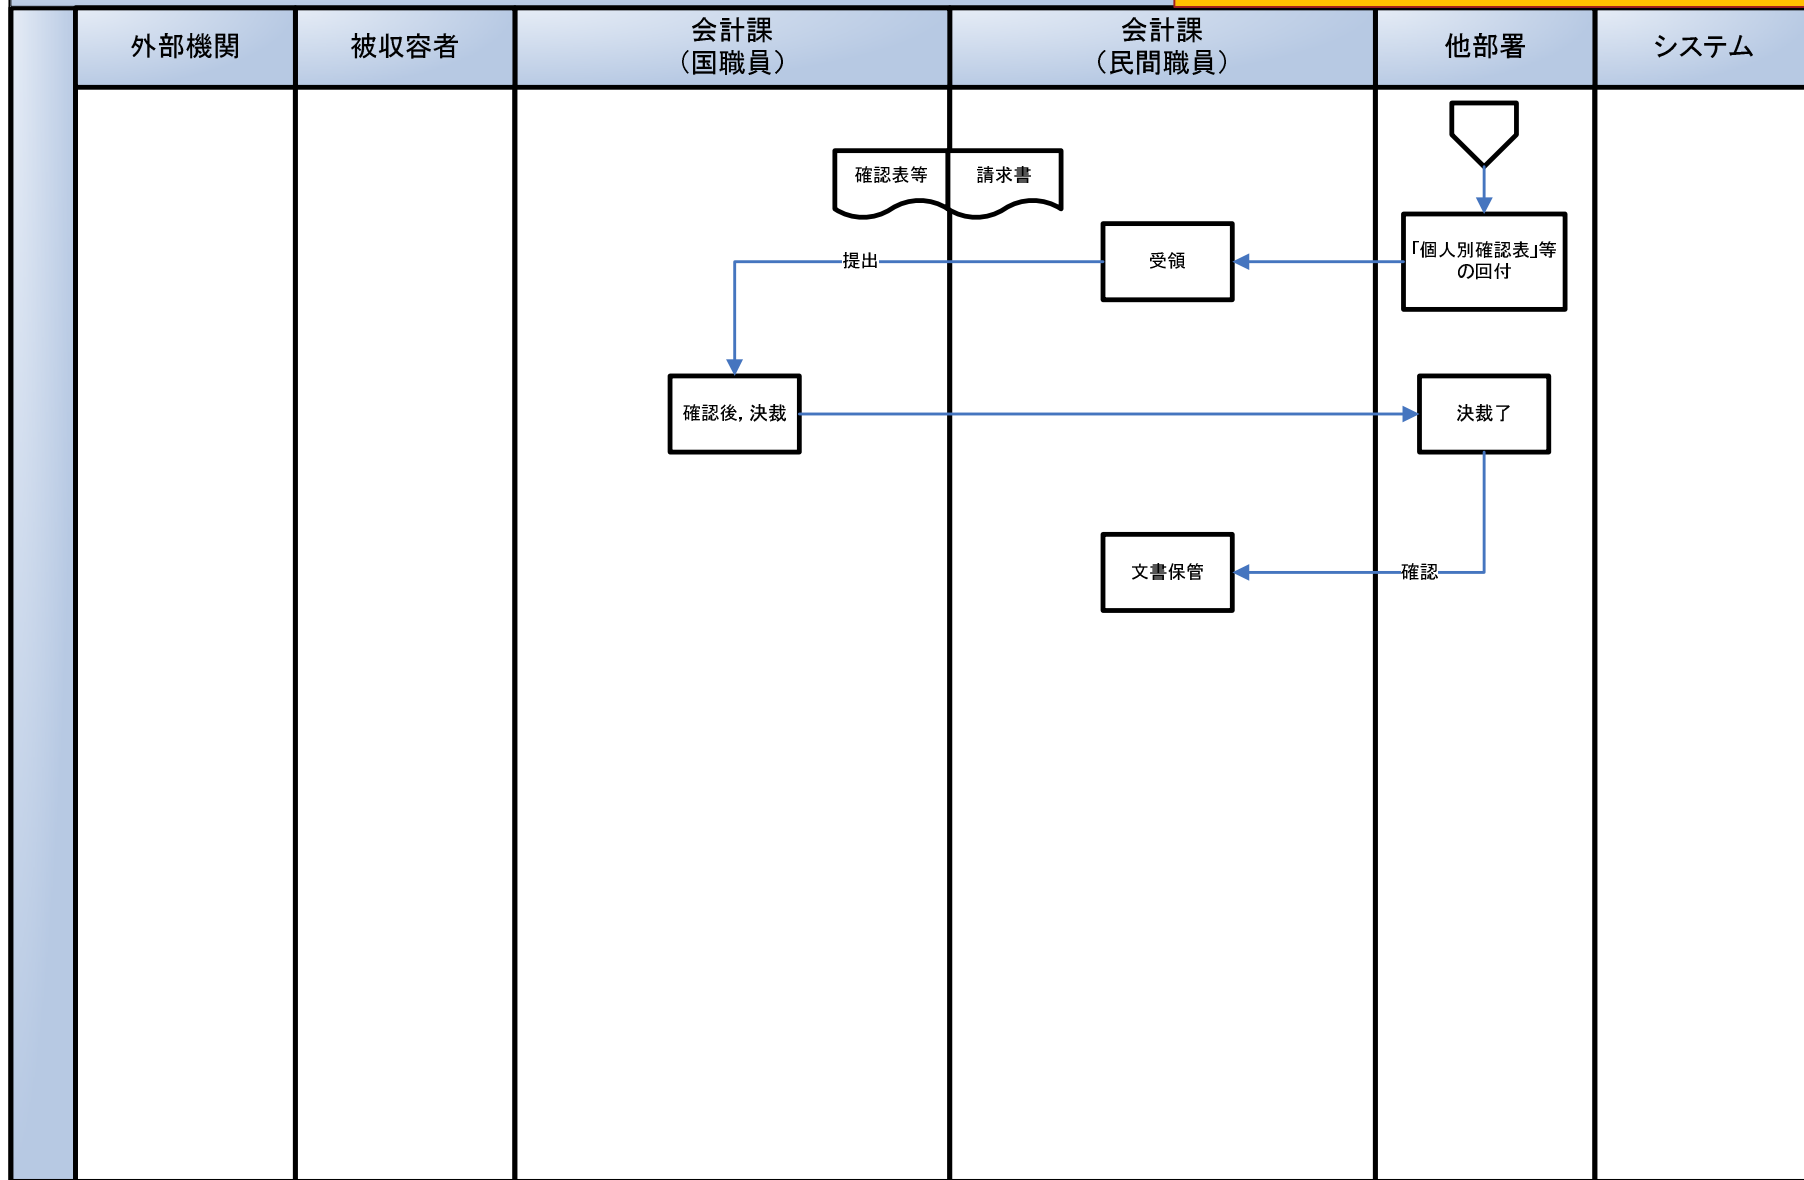 外部機関
被収容者
会計課
（国職員）
会計課
（民間職員）
他部署
システム
確認表等
請求書
「個人別確認表」等
の回付
受領
提出
確認後，決裁
決裁了
文書保管
確認